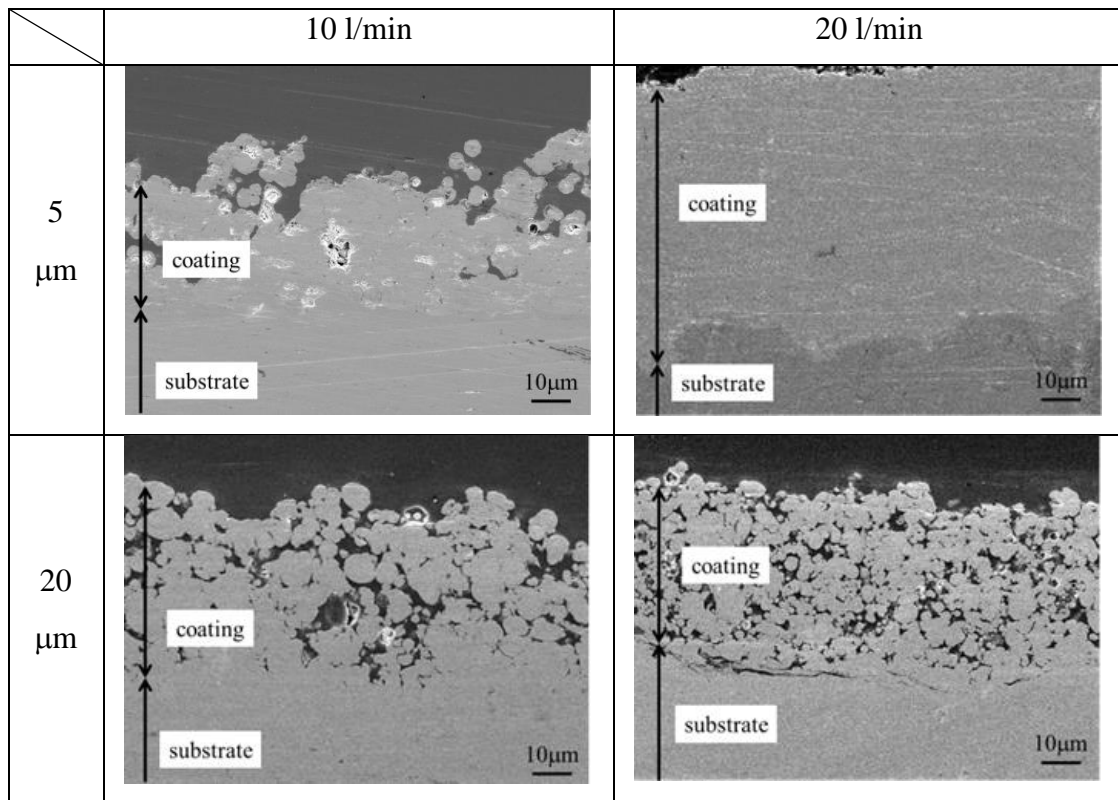 10 l/min
20 l/min
5
μm
coating
substrate
10μm
coating
substrate
10μm
20
μm
coating
substrate
10μm
coating
substrate
10μm